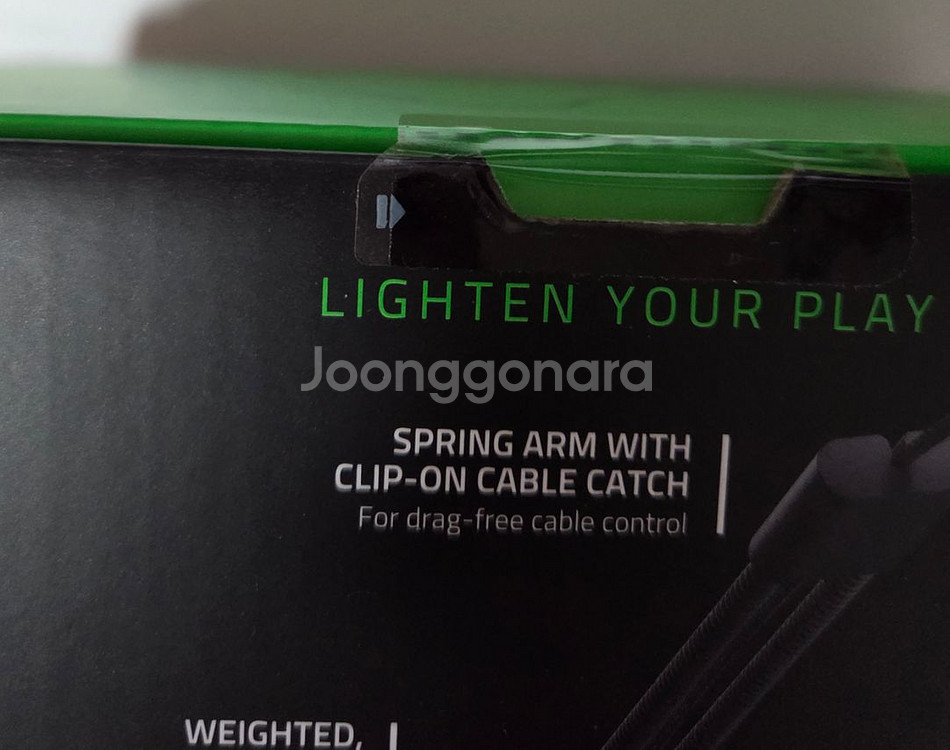 LIGHTEN YOUR PLAY
Joonggonara
SPRING ARM WITH
CLIP-ON CABLE CATCH
For drag-free cable control
WEIGHTED,